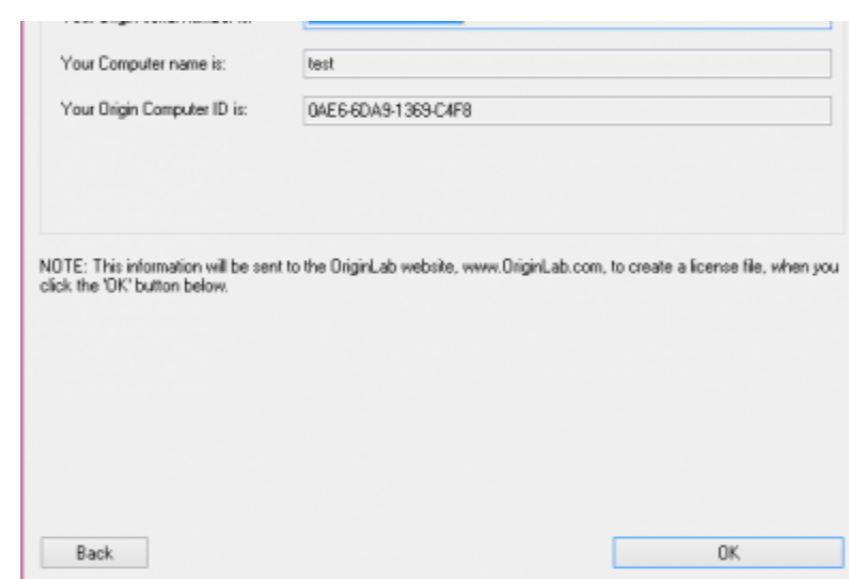 Your Computer name is:
test
Your Origin Computer ID is:
0AE6-6DA9-1369-C4F8
NOTE: This information will be sent to the OriginLab website, www.OriginLab.com, to create a license file, when you
click the 'OK' button below.
Back
OK